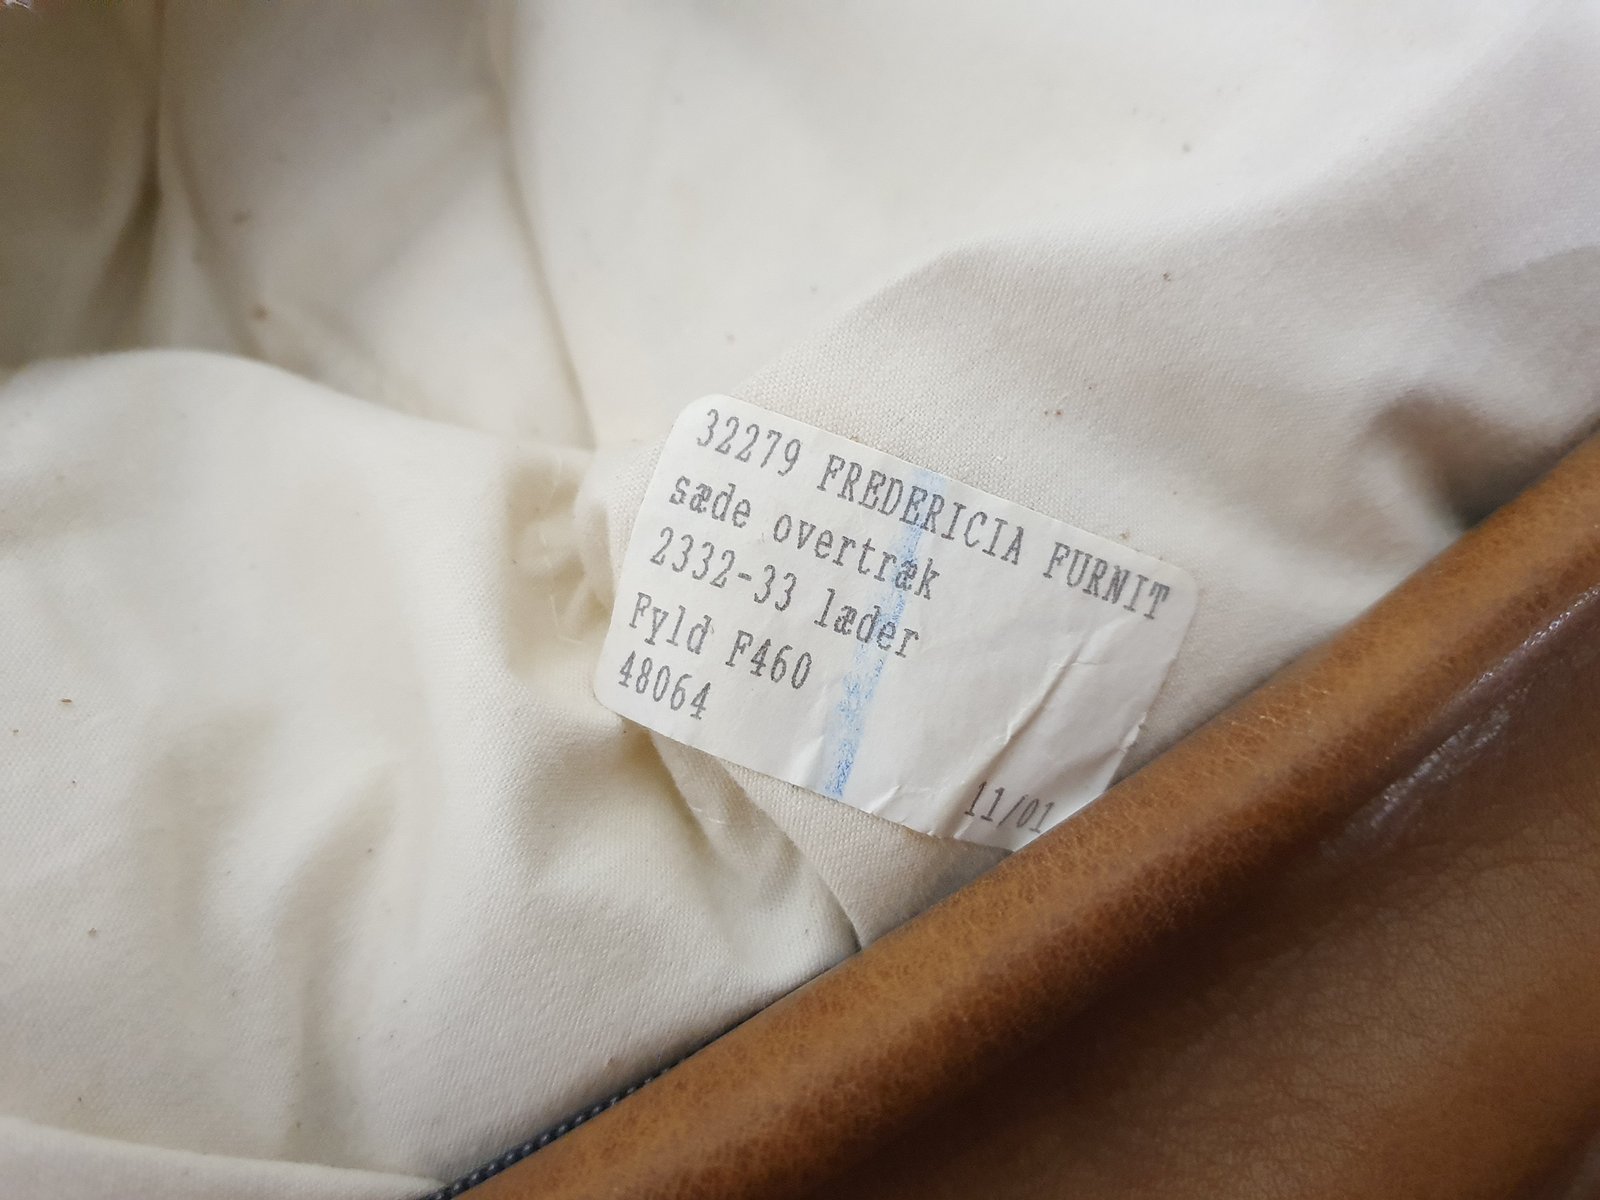 32279 FREDERICIA FURNIT
sæde overtræk
2332-33 læder
Fyld F460
48064
11/01